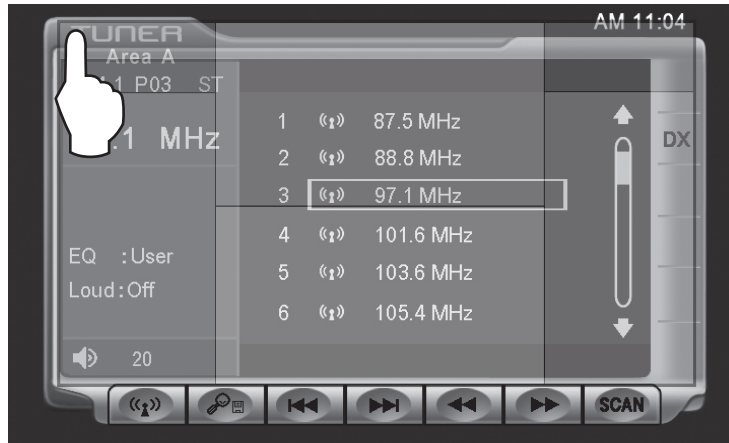 TUNER
AM 11:04
Area A
1 P03 ST
.1 MHz
DX
1 87.5 MHz
2 88.8 MHz
3 97.1 MHz
4 101.6 MHz
5 103.6 MHz
6 105.4 MHz
EQ :User
Loud:Off
20
SCAN